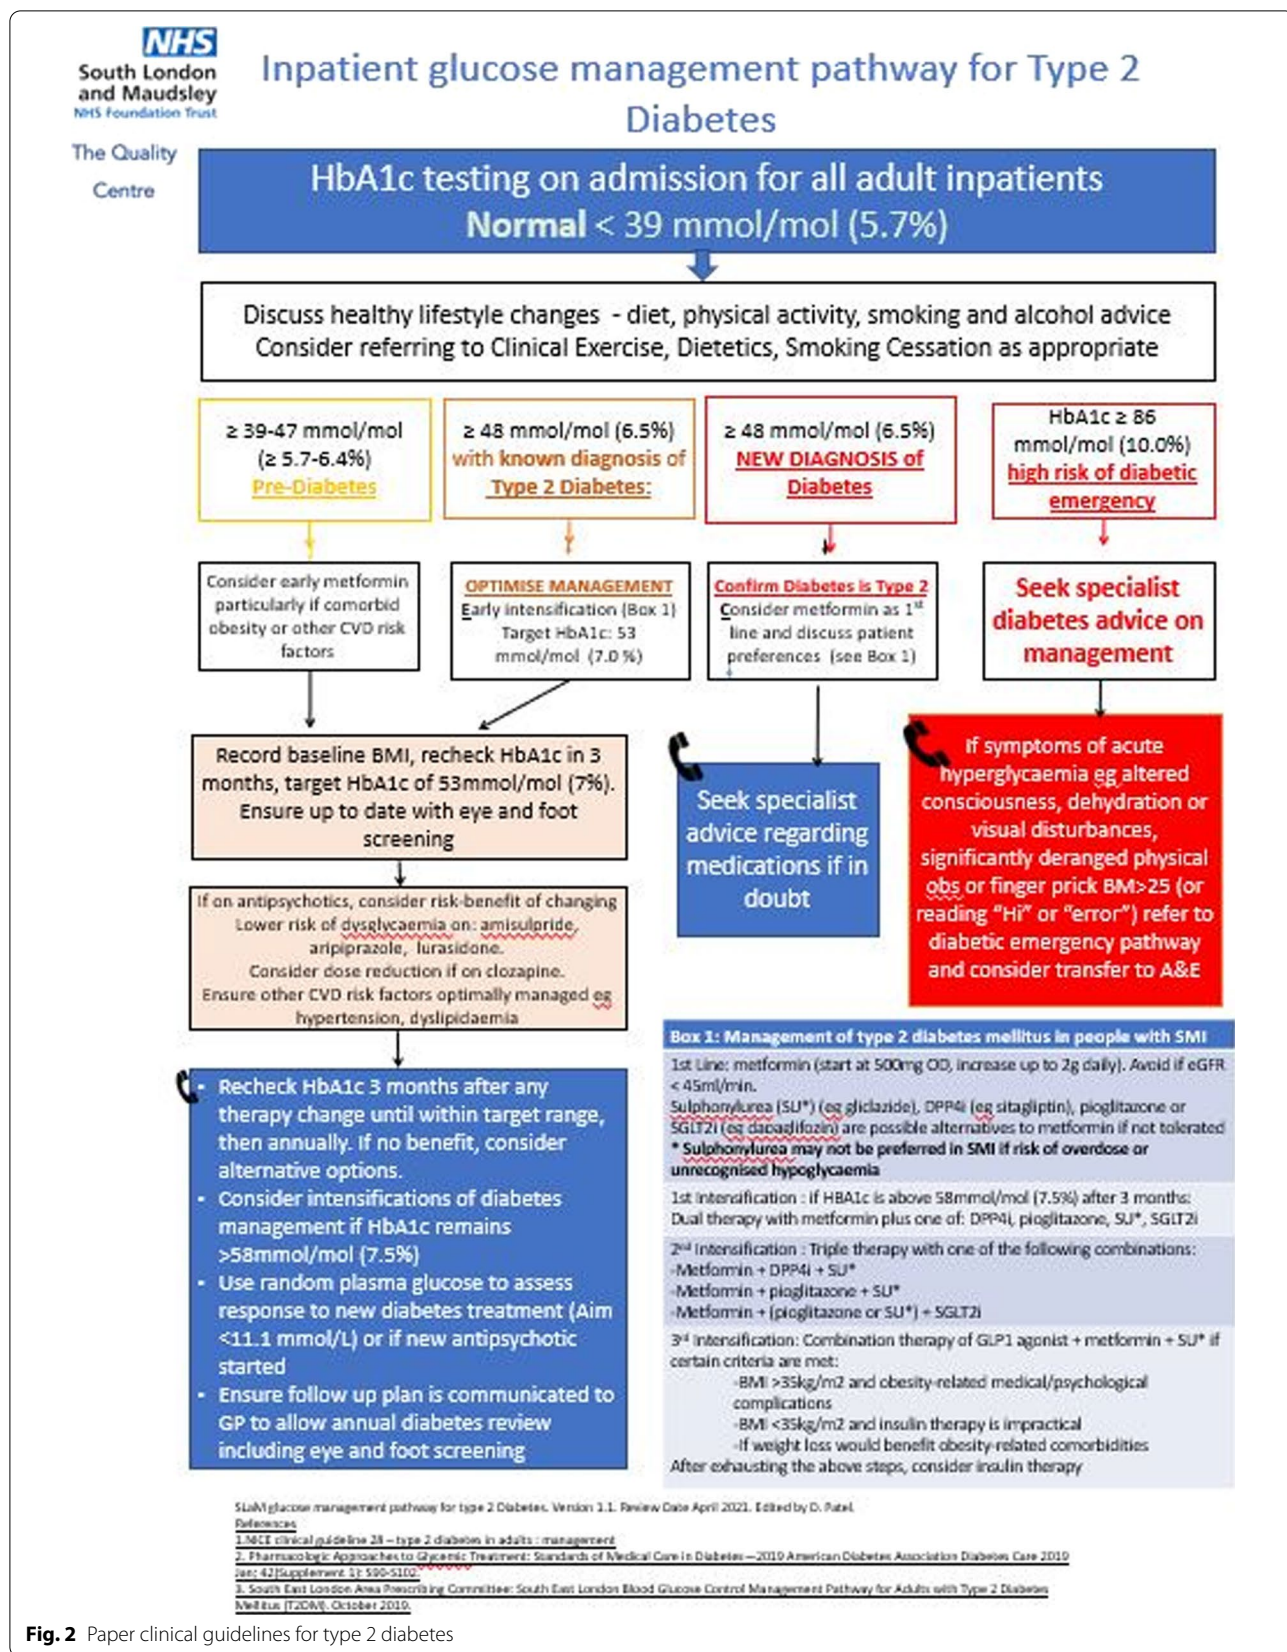 NHS
South London
and Maudsley
NHS Foundation Trust
The Quality
Centre
Inpatient glucose management pathway for Type 2
Diabetes
HbA1c testing on admission for all adult inpatients
Normal < 39 mmol/mol (5.7%)
Discuss healthy lifestyle changes - diet, physical activity, smoking and alcohol advice
Consider referring to Clinical Exercise, Dietetics, Smoking Cessation as appropriate
≥ 39-47 mmol/mol
(≥ 5.7-6.4%)
Pre-Diabetes
≥ 48 mmol/mol (6.5%)
with known diagnosis of
Type 2 Diabetes:
≥ 48 mmol/mol (6.5%)
NEW DIAGNOSIS of
Diabetes
HbA1c ≥ 86
mmol/mol (10.0%)
high risk of diabetic
emergency
Consider early metformin
particularly if comorbid
obesity or other CVD risk
factors
OPTIMISE MANAGEMENT
Early intensification (Box 1)
Target HbA1c: 53
mmol/mol (7.0 %)
Confirm Diabetes is Type 2
Consider metformin as 1st
line and discuss patient
preferences (see Box 1)
Seek specialist
diabetes advice on
management
Record baseline BMI, recheck HbA1c in 3
months, target HbA1c of 53mmol/mol (7%).
Ensure up to date with eye and foot
screening
Seek specialist
advice regarding
medications if in
doubt
If symptoms of acute
hyperglycaemia eg altered
consciousness, dehydration or
visual disturbances,
significantly deranged physical
obs or finger prick BM>25 (or
reading "Hi" or "error") refer to
diabetic emergency pathway
and consider transfer to A&E
If on antipsychotics, consider risk-benefit of changing
Lower risk of dysglycaemia on: amisulpride,
aripiprazole, lurasidone.
Consider dose reduction if on clozapine.
Ensure other CVD risk factors optimally managed eg
hypertension, dyslipidaemia
- Recheck HbA1c 3 months after any
therapy change until within target range,
then annually. If no benefit, consider
alternative options.
- Consider intensifications of diabetes
management if HbA1c remains
>58mmol/mol (7.5%)
- Use random plasma glucose to assess
response to new diabetes treatment (Aim
<11.1 mmol/L) or if new antipsychotic
started
- Ensure follow up plan is communicated to
GP to allow annual diabetes review
including eye and foot screening
Box 1: Management of type 2 diabetes mellitus in people with SMI
1st Line: metformin (start at 500mg OD, increase up to 2g daily). Avoid if eGFR
< 45ml/min.
Sulphonylurea (SU*) (eg gliclazide), DPP4i (eg sitagliptin), pioglitazone or
SGLT2i (eg dapaglifozin) are possible alternatives to metformin if not tolerated
* Sulphonylurea may not be preferred in SMI if risk of overdose or
unrecognised hypoglycaemia
1st Intensification : if HBA1c is above 58mmol/mol (7.5%) after 3 months:
Dual therapy with metformin plus one of: DPP4i, pioglitazone, SU*, SGLT2i
2nd Intensification : Triple therapy with one of the following combinations:
-Metformin + DPP4i + SU*
-Metformin + pioglitazone + SU*
-Metformin + (pioglitazone or SU*) + SGLT2i
3rd Intensification: Combination therapy of GLP1 agonist + metformin + SU* if
certain criteria are met:
-BMI >35kg/m2 and obesity-related medical/psychological
complications
-BMI <35kg/m2 and insulin therapy is impractical
-If weight loss would benefit obesity-related comorbidities
After exhausting the above steps, consider insulin therapy
SLaM glucose management pathway for type 2 Diabetes. Version 1.1. Review Date April 2021. Edited by D. Patel.
References
1.NICE clinical guideline 28 – type 2 diabetes in adults : management
2. Pharmacologic Approaches to Glycemic Treatment: Standards of Medical Care in Diabetes—2019 American Diabetes Association Diabetes Care 2019
Jan; 42(Supplement 1): S90-S102.
3. South East London Area Prescribing Committee: South East London Blood Glucose Control Management Pathway for Adults with Type 2 Diabetes
Mellitus (T2DM). October 2019.
Fig. 2 Paper clinical guidelines for type 2 diabetes